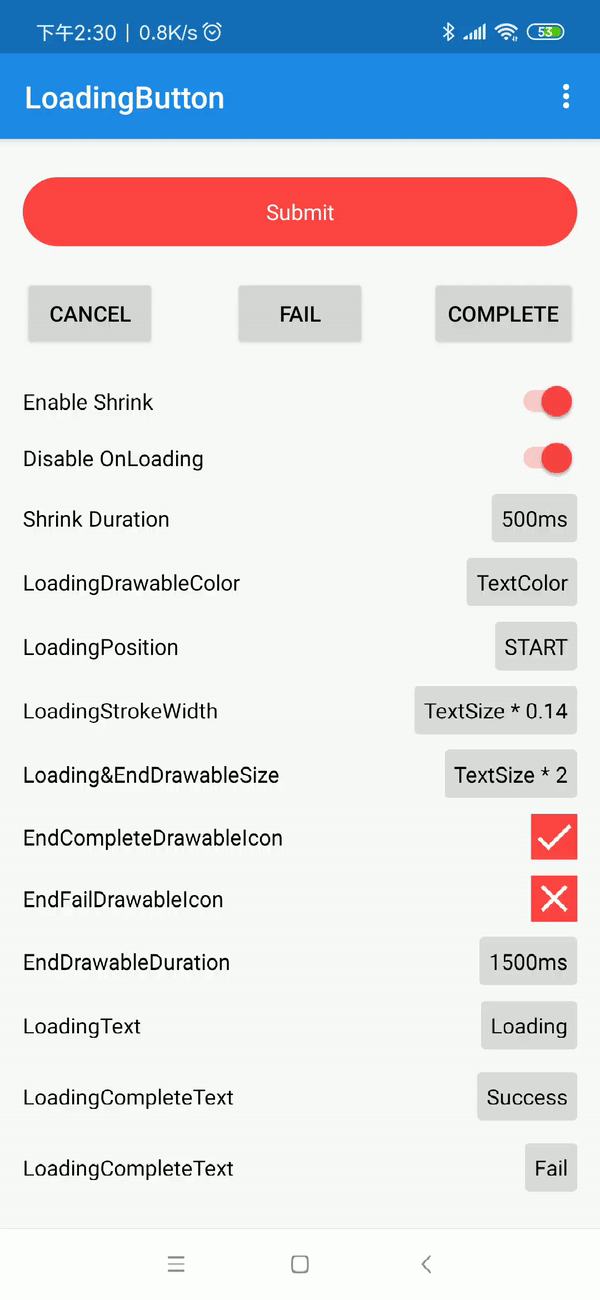 下午2:30 | 0.8K/s 53
LoadingButton
Submit
CANCEL FAIL COMPLETE
Enable Shrink
Disable OnLoading
Shrink Duration 500ms
LoadingDrawableColor TextColor
LoadingPosition START
LoadingStrokeWidth TextSize * 0.14
Loading&EndDrawableSize TextSize * 2
EndCompleteDrawableIcon
EndFailDrawableIcon
EndDrawableDuration 1500ms
LoadingText Loading
LoadingCompleteText Success
LoadingCompleteText Fail